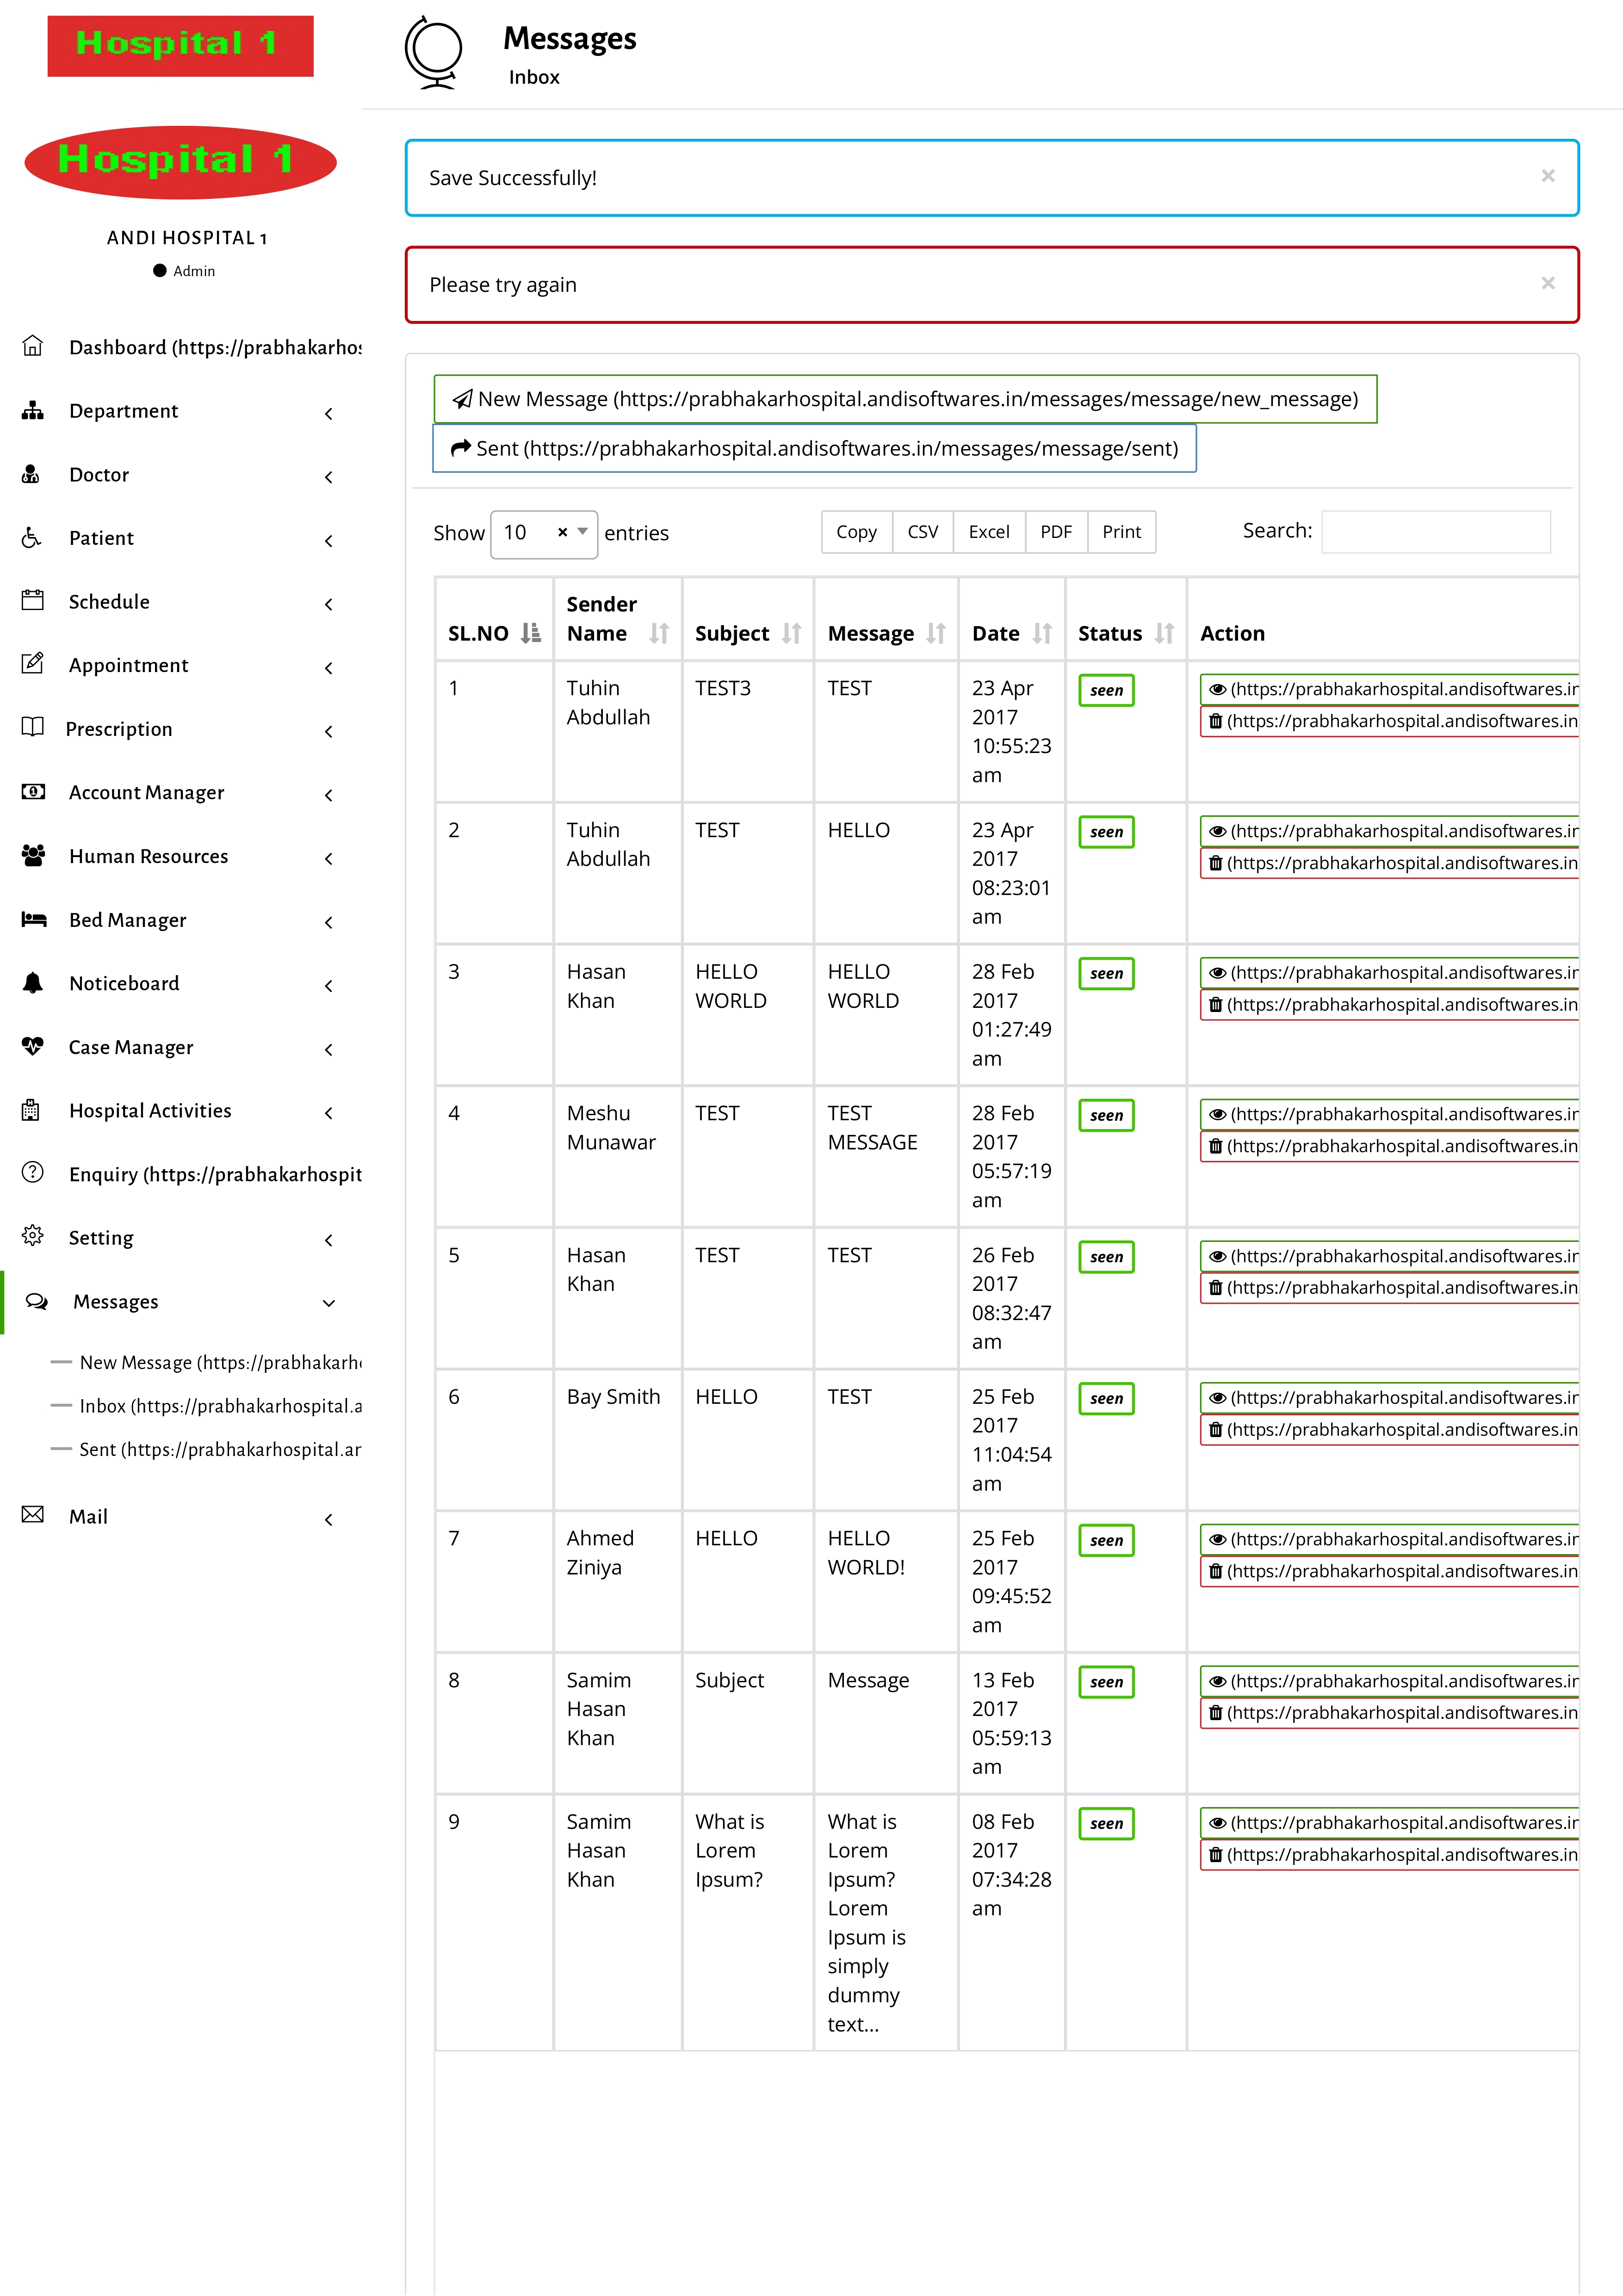 Hospital 1
Hospital 1
ANDI HOSPITAL 1
Admin
Dashboard (https://prabhakarhos
Department
Doctor
Patient
Schedule
Appointment
Prescription
Account Manager
Human Resources
Bed Manager
Noticeboard
Case Manager
Hospital Activities
Enquiry (https://prabhakarhospit
Setting
Messages
New Message (https://prabhakarh
Inbox (https://prabhakarhospital.a
Sent (https://prabhakarhospital.an
Mail
Messages
Inbox
Save Successfully! ×
Please try again ×
New Message (https://prabhakarhospital.andisoftwares.in/messages/message/new_message)
Sent (https://prabhakarhospital.andisoftwares.in/messages/message/sent)
Show 10 × entries Copy CSV Excel PDF Print Search:
Sender
SL.NO Name Subject Message Date Status Action
1 Tuhin TEST3 TEST 23 Apr seen (https://prabhakarhospital.andisoftwares.in
Abdullah 2017 (https://prabhakarhospital.andisoftwares.in
10:55:23
am
2 Tuhin TEST HELLO 23 Apr seen (https://prabhakarhospital.andisoftwares.in
Abdullah 2017 (https://prabhakarhospital.andisoftwares.in
08:23:01
am
3 Hasan HELLO HELLO 28 Feb seen (https://prabhakarhospital.andisoftwares.in
Khan WORLD WORLD 2017 (https://prabhakarhospital.andisoftwares.in
01:27:49
am
4 Meshu TEST TEST 28 Feb seen (https://prabhakarhospital.andisoftwares.in
Munawar MESSAGE 2017 (https://prabhakarhospital.andisoftwares.in
05:57:19
am
5 Hasan TEST TEST 26 Feb seen (https://prabhakarhospital.andisoftwares.in
Khan 2017 (https://prabhakarhospital.andisoftwares.in
08:32:47
am
6 Bay Smith HELLO TEST 25 Feb seen (https://prabhakarhospital.andisoftwares.in
2017 (https://prabhakarhospital.andisoftwares.in
11:04:54
am
7 Ahmed HELLO HELLO 25 Feb seen (https://prabhakarhospital.andisoftwares.in
Ziniya WORLD! 2017 (https://prabhakarhospital.andisoftwares.in
09:45:52
am
8 Samim Subject Message 13 Feb seen (https://prabhakarhospital.andisoftwares.in
Hasan 2017 (https://prabhakarhospital.andisoftwares.in
Khan 05:59:13
am
9 Samim What is What is 08 Feb seen (https://prabhakarhospital.andisoftwares.in
Hasan Lorem Lorem 2017 (https://prabhakarhospital.andisoftwares.in
Khan Ipsum? Ipsum? 07:34:28
Lorem am
Ipsum is
simply
dummy
text...